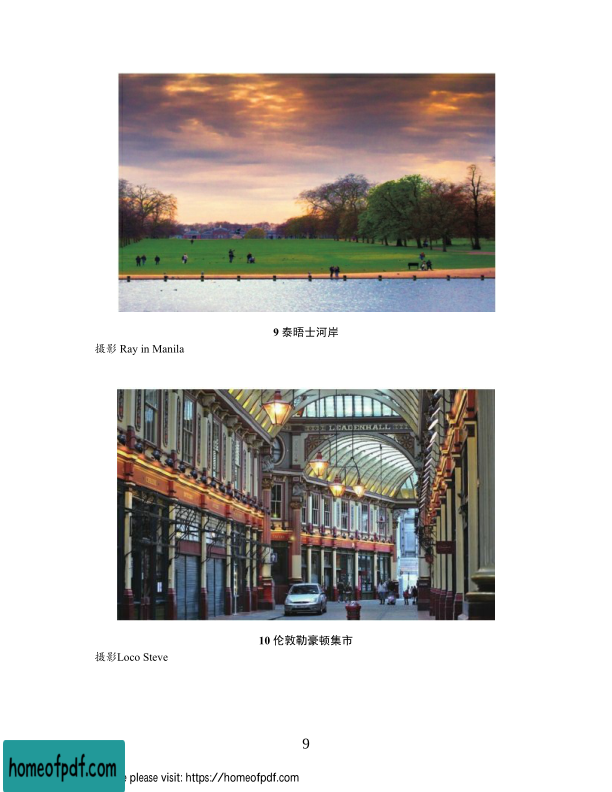 9 泰晤士河岸
摄影 Ray in Manila
LEADENHALL
10 伦敦勒豪顿集市
摄影Loco Steve
9
homeofpdf.com
please visit: https://homeofpdf.com